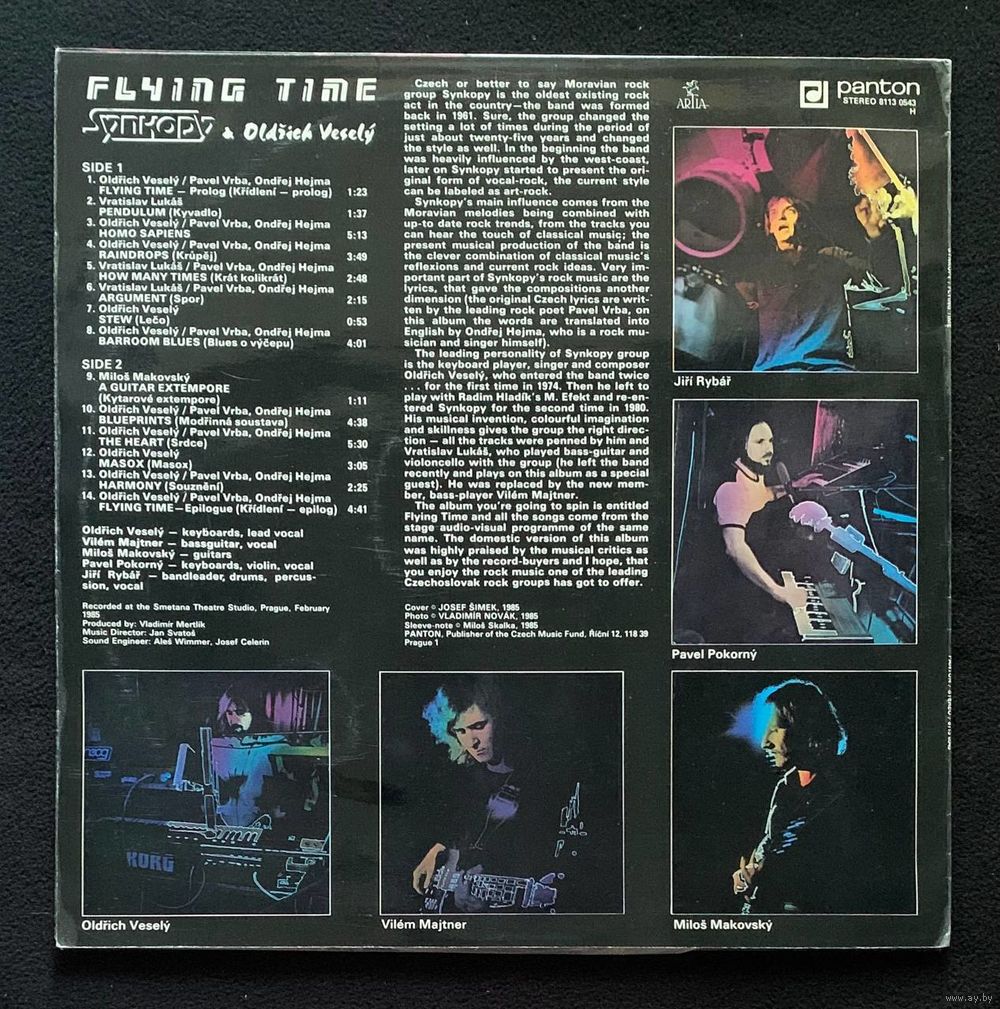 FLYING TIME
Synkopy & Oldřich Veselý
SIDE 1
1. Oldřich Veselý / Pavel Vrba, Ondřej Hejma
FLYING TIME — Prolog (Křídlení — prolog) 1:23
2. Vratislav Lukáš
PENDULUM (Kyvadlo) 1:37
3. Oldřich Veselý / Pavel Vrba, Ondřej Hejma
HOMO SAPIENS 5:13
4. Oldřich Veselý / Pavel Vrba, Ondřej Hejma
RAINDROPS (Krůpěj) 3:49
5. Vratislav Lukáš / Pavel Vrba, Ondřej Hejma
HOW MANY TIMES (Krát kolikrát) 2:48
6. Vratislav Lukáš / Pavel Vrba, Ondřej Hejma
ARGUMENT (Spor) 2:15
7. Oldřich Veselý
STEW (Lečo) 0:53
8. Oldřich Veselý / Pavel Vrba, Ondřej Hejma
BARROOM BLUES (Blues o výčepu) 4:01
SIDE 2
9. Miloš Makovský
A GUITAR EXTEMPORE
(Kytarové extempore) 1:11
10. Oldřich Veselý / Pavel Vrba, Ondřej Hejma
BLUEPRINTS (Modřinná soustava) 4:38
11. Oldřich Veselý / Pavel Vrba, Ondřej Hejma
THE HEART (Srdce) 5:30
12. Oldřich Veselý
MASOX (Masox) 3:05
13. Oldřich Veselý / Pavel Vrba, Ondřej Hejma
HARMONY (Souznění) 2:25
14. Oldřich Veselý / Pavel Vrba, Ondřej Hejma
FLYING TIME—Epilogue (Křídlení — epilog) 4:41
Oldřich Veselý — keyboards, lead vocal
Vilém Majtner — bassguitar, vocal
Miloš Makovský — guitars
Pavel Pokorný — keyboards, violin, vocal
Jiří Rybář — bandleader, drums, percus-
sion, vocal
Recorded at the Smetana Theatre Studio, Prague, February
1985
Produced by: Vladimír Mertlík
Music Director: Jan Svatoš
Sound Engineer: Aleš Wimmer, Josef Celerin
Czech or better to say Moravian rock
group Synkopy is the oldest existing rock
act in the country—the band was formed
back in 1961. Sure, the group changed the
setting a lot of times during the period of
just about twenty-five years and changed
the style as well. In the beginning the band
was heavily influenced by the west-coast,
later on Synkopy started to present the ori-
ginal form of vocal-rock, the current style
can be labeled as art-rock.
Synkopy's main influence comes from the
Moravian melodies being combined with
up-to date rock trends, from the tracks you
can hear the touch of classical music; the
present musical production of the band is
the clever combination of classical music's
reflexions and current rock ideas. Very im-
portant part of Synkopy's rock music are the
lyrics, that gave the compositions another
dimension (the original Czech lyrics are writ-
ten by the leading rock poet Pavel Vrba, on
this album the words are translated into
English by Ondřej Hejma, who is a rock mu-
sician and singer himself).
The leading personality of Synkopy group
is the keyboard player, singer and composer
Oldřich Veselý, who entered the band twice
. . . for the first time in 1974. Then he left to
play with Radim Hladík's M. Efekt and re-en-
tered Synkopy for the second time in 1980.
His musical invention, colourful imagination
and skillness gives the group the right direc-
tion — all the tracks were penned by him and
Vratislav Lukáš, who played bass-guitar and
violoncello with the group (he left the band
recently and plays on this album as a special
guest). He was replaced by the new mem-
ber, bass-player Vilém Majtner.
The album you're going to spin is entitled
Flying Time and all the songs come from the
stage audio-visual programme of the same
name. The domestic version of this album
was highly praised by the musical critics as
well as by the record-buyers and I hope, that
you enjoy the rock music one of the leading
Czechoslovak rock groups has got to offer.
Cover © JOSEF ŠIMEK, 1985
Photo © VLADIMÍR NOVÁK, 1985
Sleeve-note © Miloš Skalka, 1985
PANTON, Publisher of the Czech Music Fund, Říční 12, 118 39
Prague 1
ARTIA
panton
STEREO 8113 0543
H
Jiří Rybář
Pavel Pokorný
moog
KORG
Oldřich Veselý
Vilém Majtner
Miloš Makovský
www.ay.by